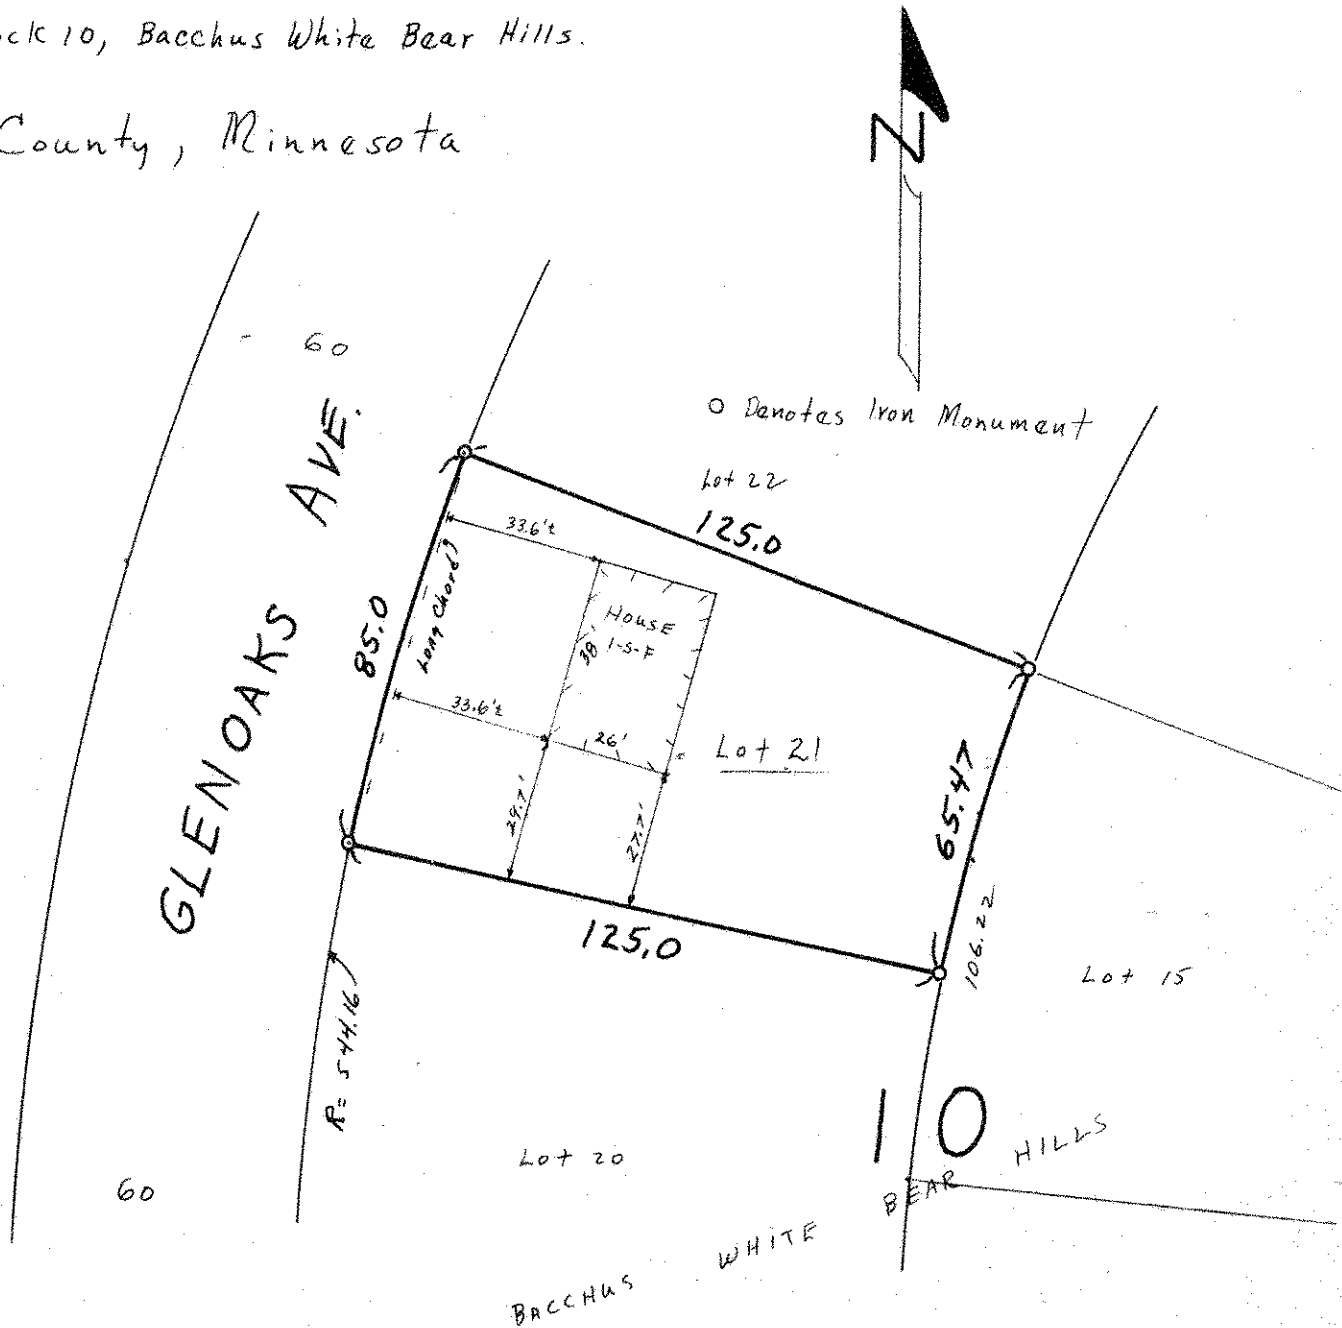 ck 10, Bacchus White Bear Hills.
County, Minnesota
N
60
GLENOAKS AVE.
o Denotes Iron Monument
Lot 22
125.0
33.6'±
Long Chord)
85.0
HOUSE
1-S-F
38'
33.6'±
26'
Lot 21
29.7'
27.7'
65.47
106.22
125.0
Lot 15
R= 544.16
10
Lot 20
60
BACCHUS WHITE BEAR HILLS